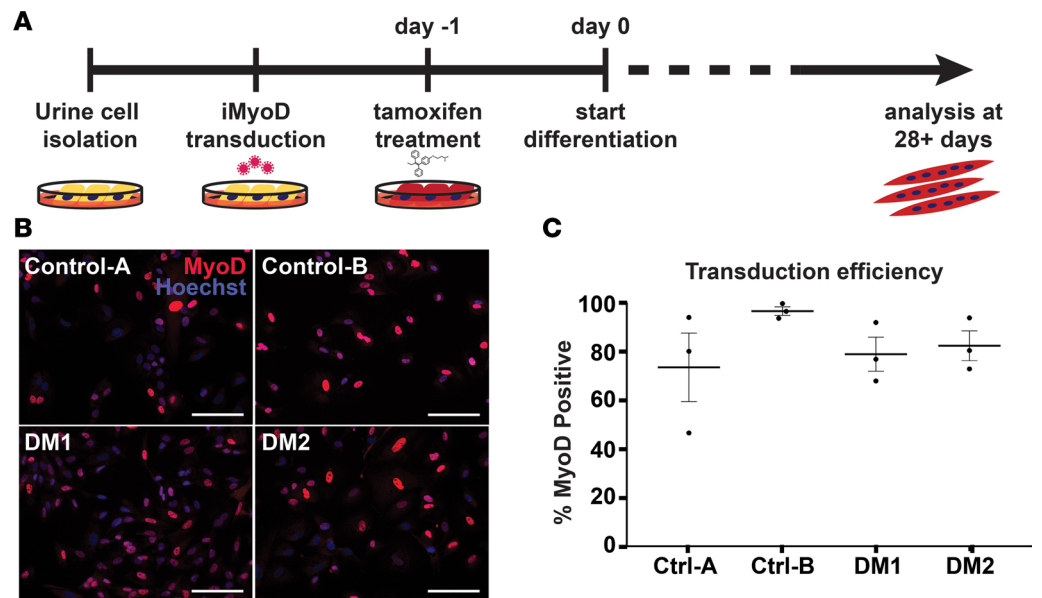 A
day -1
day 0
Urine cell
isolation
iMyoD
transduction
tamoxifen
treatment
start
differentiation
analysis at
28+ days
B
Control-A
MyoD
Hoechst
Control-B
DM1
DM2
C
Transduction efficiency
% MyoD Positive
100
80
60
40
20
0
Ctrl-A
Ctrl-B
DM1
DM2